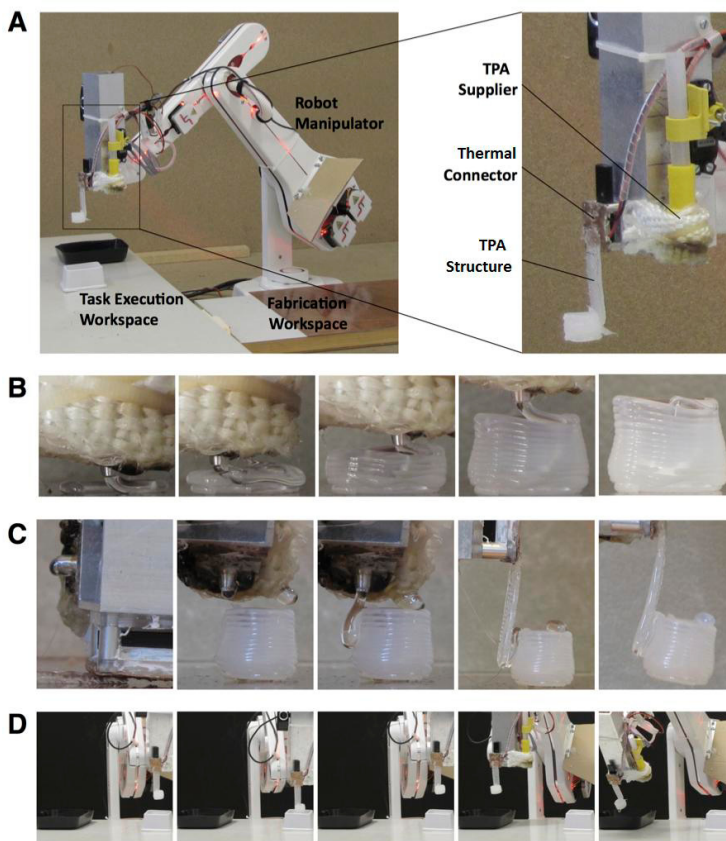 A
Robot
Manipulator
Task Execution
Workspace
Fabrication
Workspace
TPA
Supplier
Thermal
Connector
TPA
Structure
B
C
D